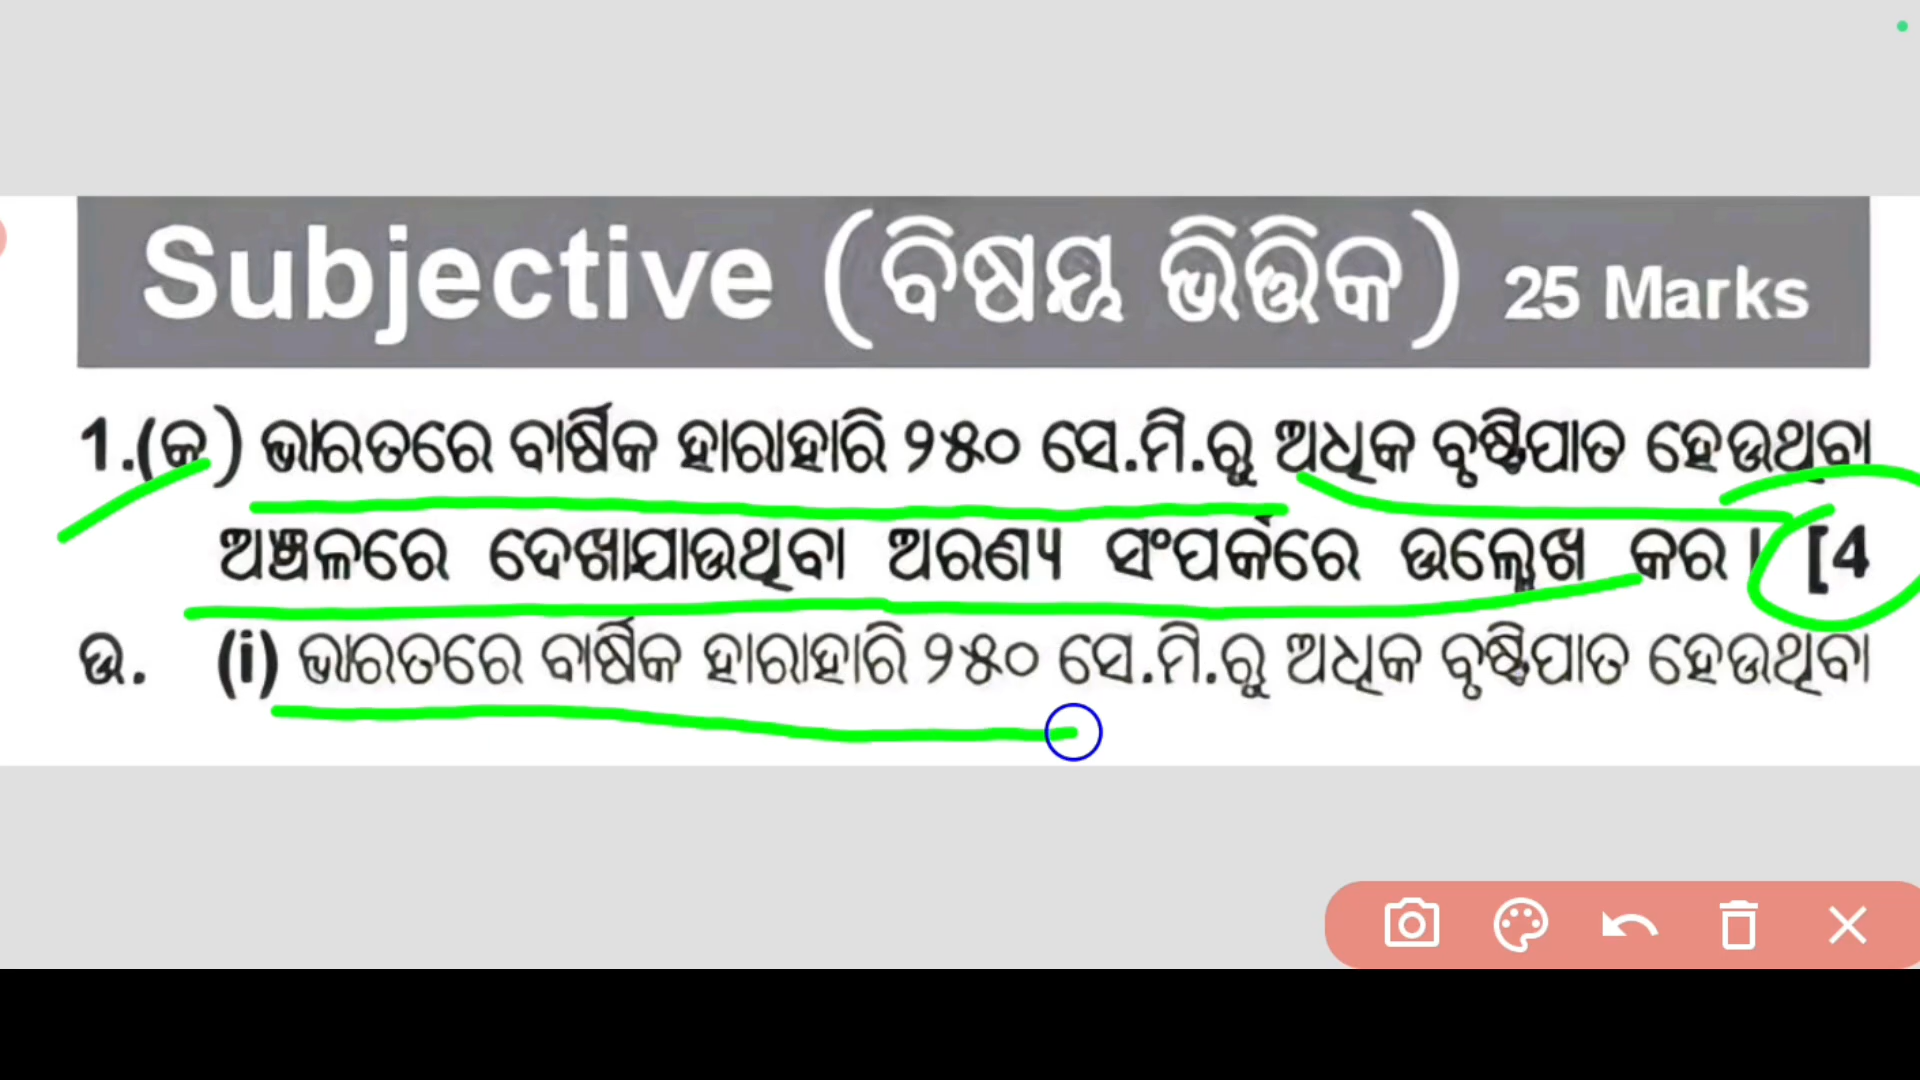 Subjective (ବିଷୟ ଭିତ୍ତିକ) 25 Marks
1.(କ) ଭାରତରେ ବାର୍ଷିକ ହାରାହାରି ୨୫୦ ସେ.ମି.ରୁ ଅଧିକ ବୃଷ୍ଟିପାତ ହେଉଥିବା
ଅଞ୍ଚଳରେ ଦେଖାଯାଉଥିବା ଅରଣ୍ୟ ସଂପର୍କରେ ଉଲ୍ଲେଖ କର। [4
ଉ. (i) ଭାରତରେ ବାର୍ଷିକ ହାରାହାରି ୨୫୦ ସେ.ମି.ରୁ ଅଧିକ ବୃଷ୍ଟିପାତ ହେଉଥିବା